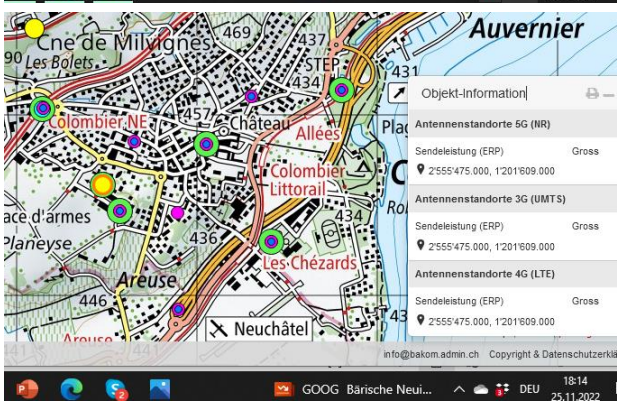 Cne de Milvignes
469
437
Auvernier
90
Les Bolets
STEP
434
431
Colombier NE
457
Château
Allées
Colombier
Littorail
434
ace d'armes
Planeyse
436
Areuse
Les Chézards
446
Neuchâtel
Areuse
Objekt-Information
Antennenstandorte 5G (NR)
Sendeleistung (ERP) Gross
2'555'475.000, 1'201'609.000
Antennenstandorte 3G (UMTS)
Sendeleistung (ERP) Gross
2'555'475.000, 1'201'609.000
Antennenstandorte 4G (LTE)
Sendeleistung (ERP) Gross
2'555'475.000, 1'201'609.000
info@bakom.admin.ch Copyright & Datenschutzerklä
GOOG Bärische Neui... DEU 18:14
25.11.2022